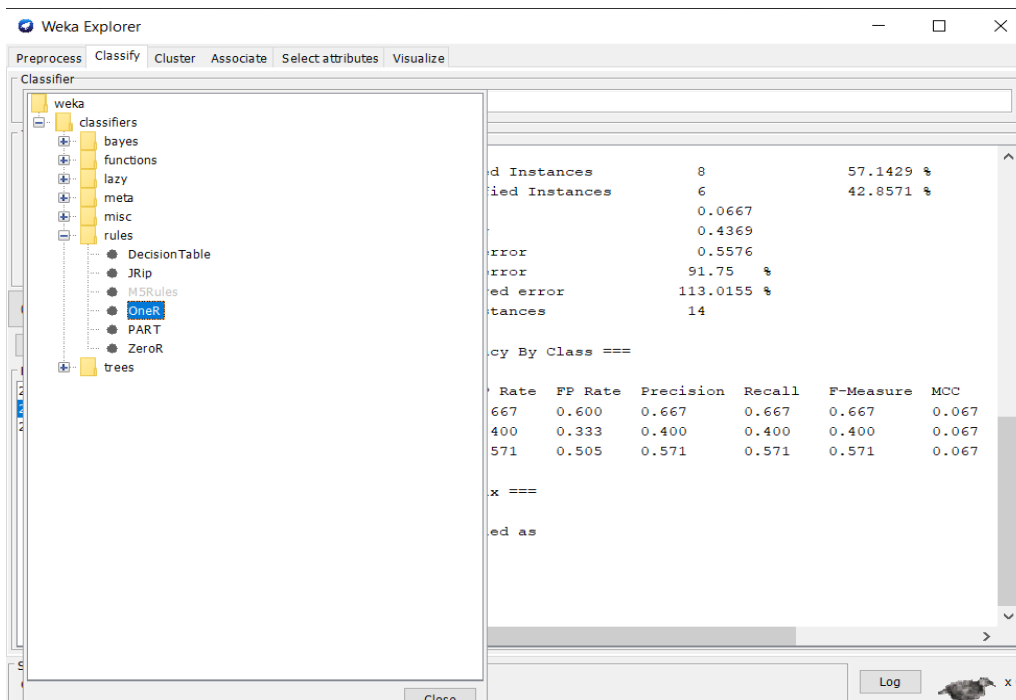 Weka Explorer
Preprocess Classify Cluster Associate Select attributes Visualize
Classifier
weka
classifiers
bayes
functions
lazy
meta
misc
rules
DecisionTable
JRip
M5Rules
OneR
PART
ZeroR
trees
d Instances 8 57.1429 %
ied Instances 6 42.8571 %
0.0667
0.4369
rror 0.5576
rror 91.75 %
ed error 113.0155 %
tances 14
cy By Class ===
Rate FP Rate Precision Recall F-Measure MCC
667 0.600 0.667 0.667 0.667 0.067
400 0.333 0.400 0.400 0.400 0.067
571 0.505 0.571 0.571 0.571 0.067
x ===
ed as
Close
Log
x